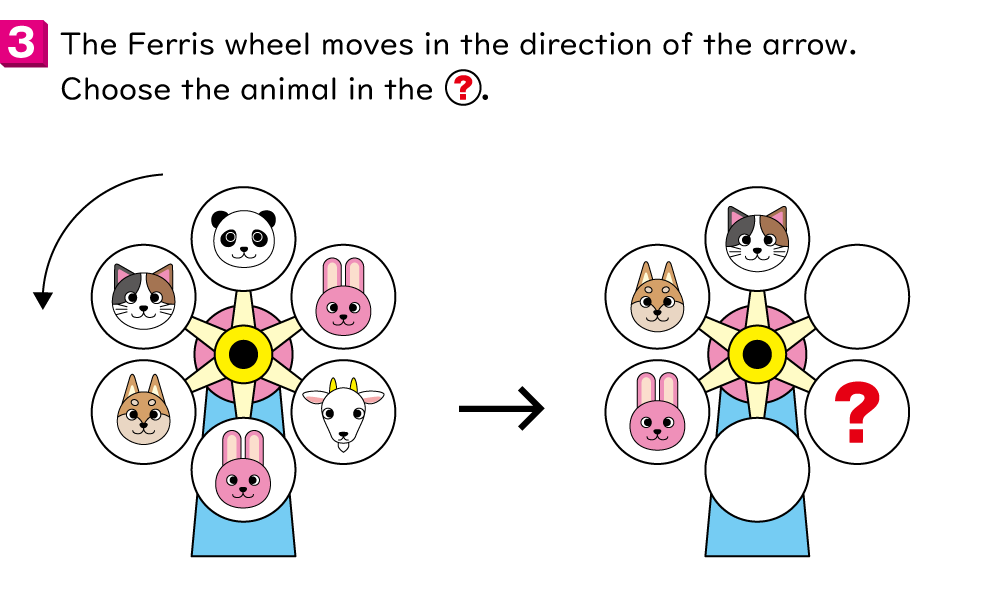 3 The Ferris wheel moves in the direction of the arrow.
Choose the animal in the ?.
?